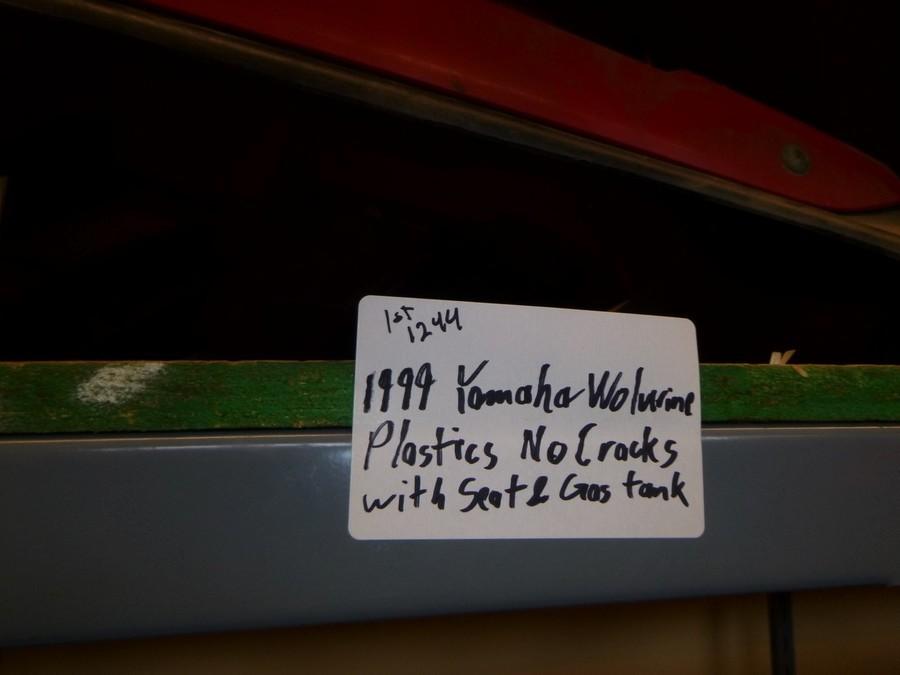 1st
1244
1999 Yamaha Wolverine
Plastics No Cracks
with Seat & Gas tank